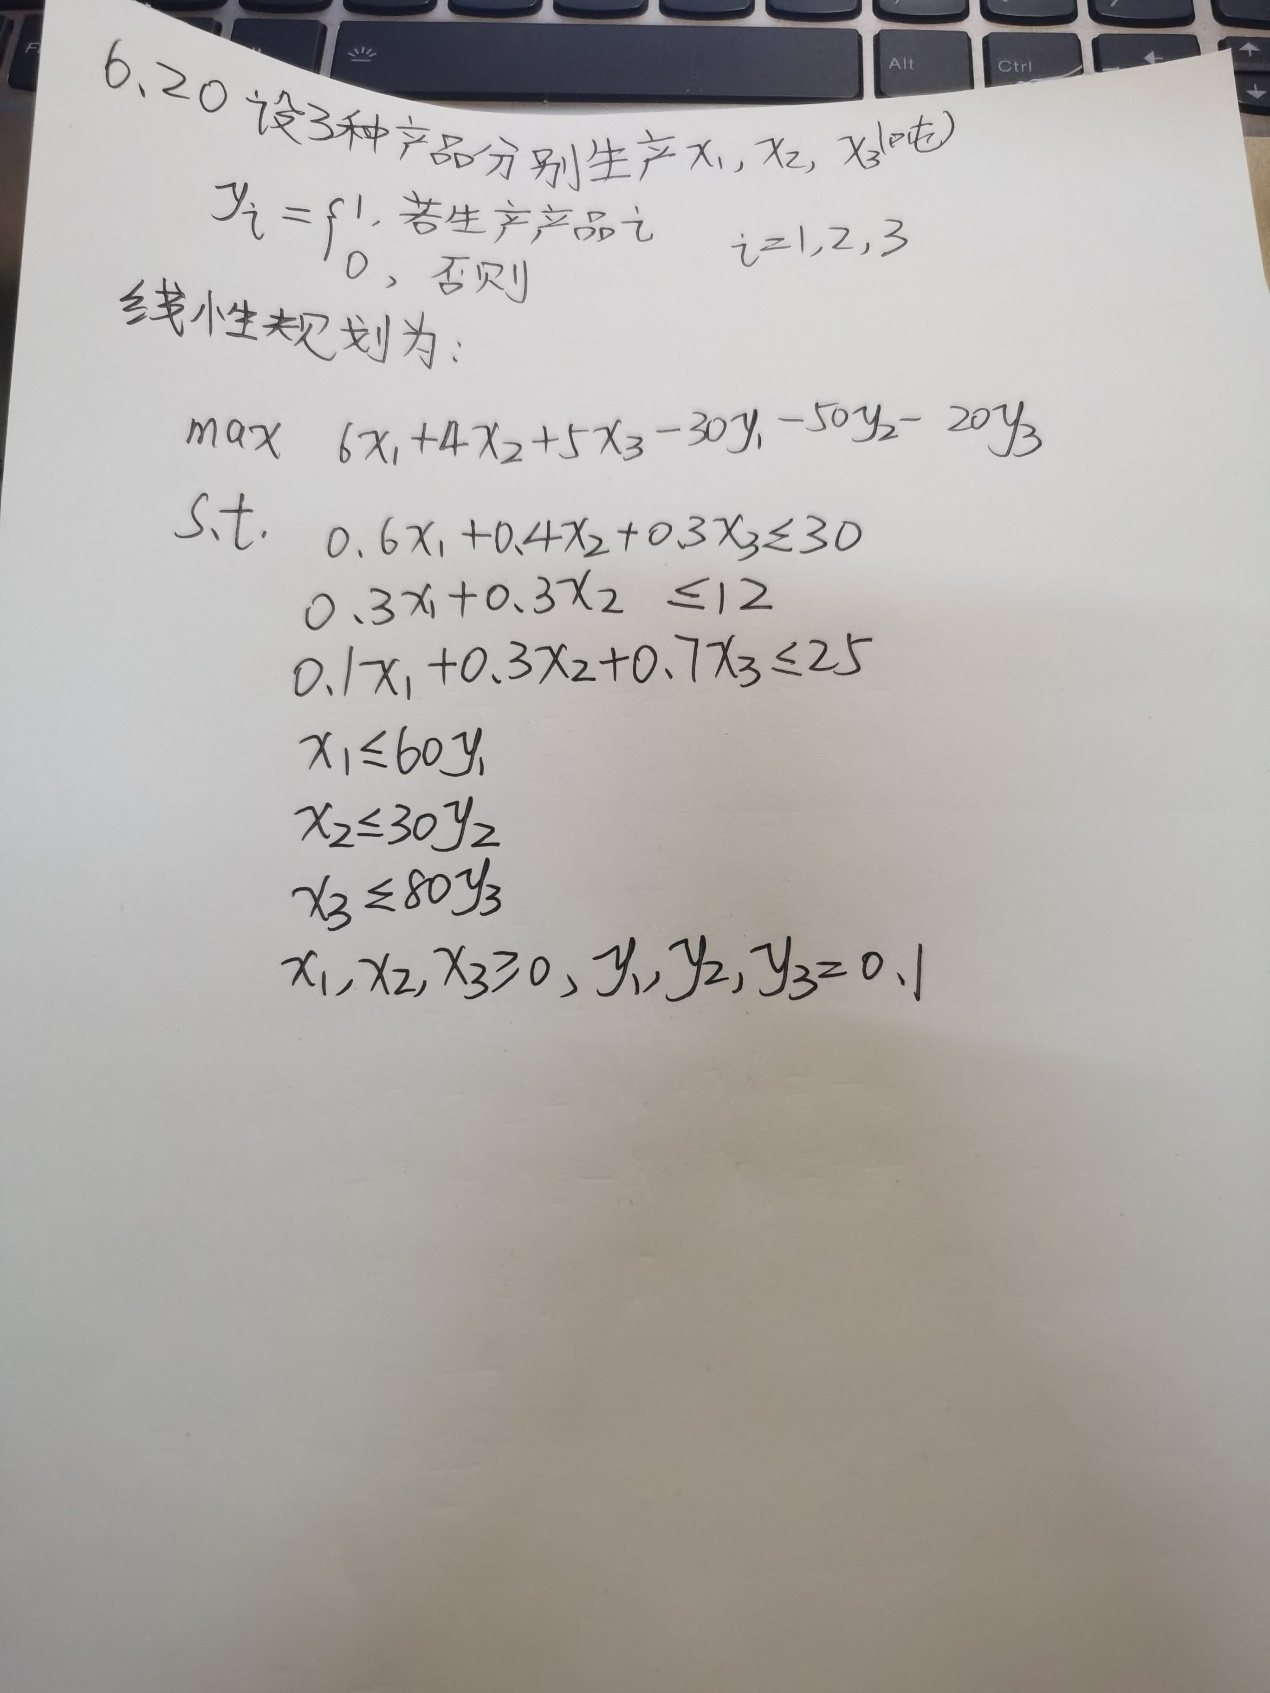 Alt
Ctrl
6.20 设3种产品分别生产x₁, x₂, x₃(吨)
yᵢ = { 1, 若生产产品i
0, 否则
i=1,2,3
线性规划为:
max 6x₁+4x₂+5x₃-30y₁-50y₂-20y₃
s.t. 0.6x₁+0.4x₂+0.3x₃≤30
0.3x₁+0.3x₂ ≤12
0.1x₁+0.3x₂+0.7x₃≤25
x₁≤60y₁
x₂≤30y₂
x₃≤80y₃
x₁, x₂, x₃≥0, y₁, y₂, y₃=0.1